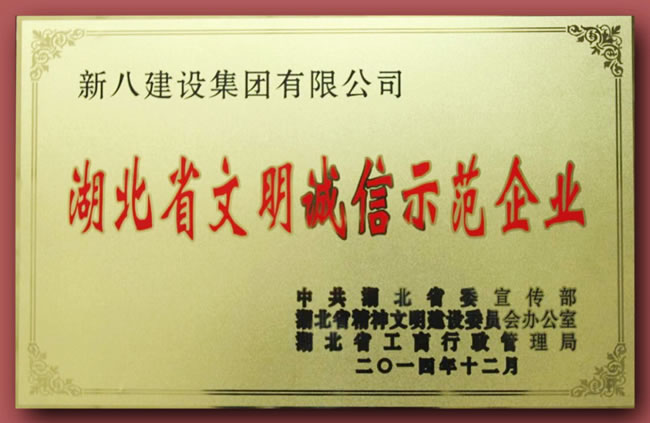 新八建设集团有限公司
湖北省文明诚信示范企业
中共湖北省委宣传部
湖北省精神文明建设委员会办公室
湖北省工商行政管理局
二〇一四年十二月